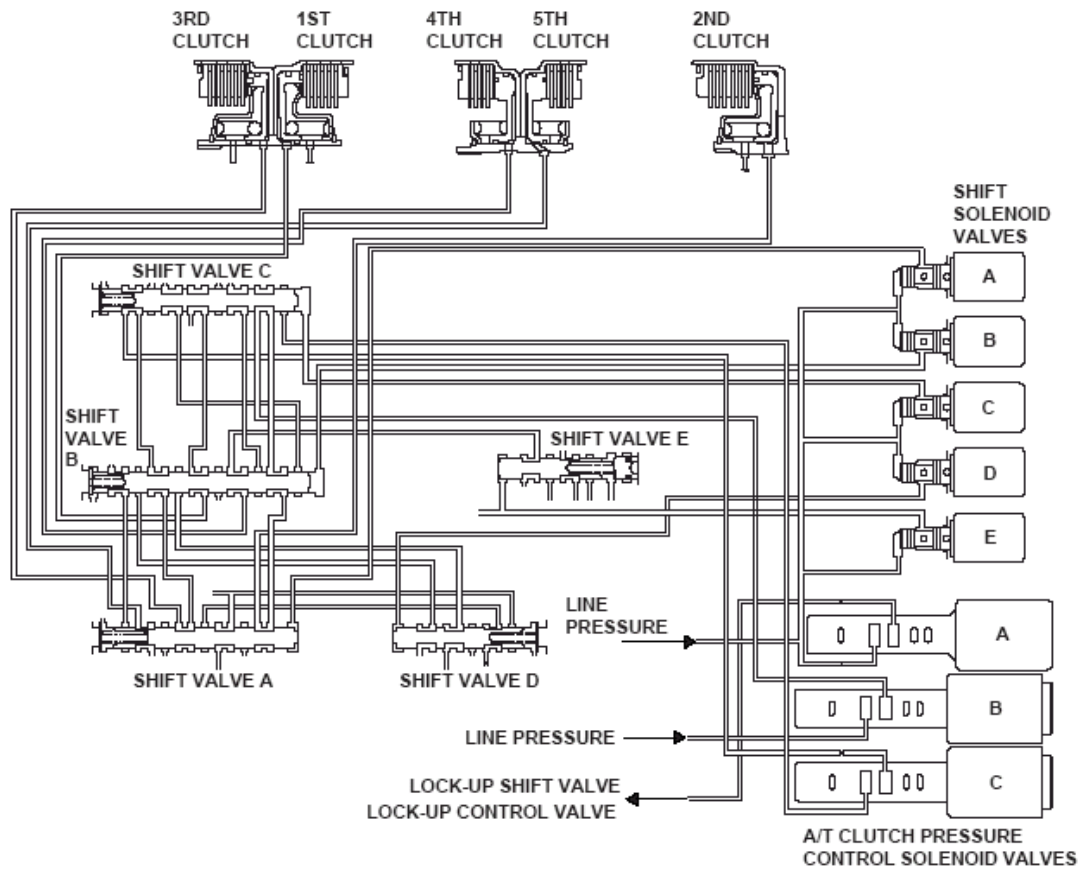 3RD
CLUTCH
1ST
CLUTCH
4TH
CLUTCH
5TH
CLUTCH
2ND
CLUTCH
SHIFT
SOLENOID
VALVES
SHIFT VALVE C
A
B
C
SHIFT
VALVE
B
SHIFT VALVE E
D
E
LINE
PRESSURE
A
SHIFT VALVE A
SHIFT VALVE D
B
LINE PRESSURE
LOCK-UP SHIFT VALVE
LOCK-UP CONTROL VALVE
C
A/T CLUTCH PRESSURE
CONTROL SOLENOID VALVES